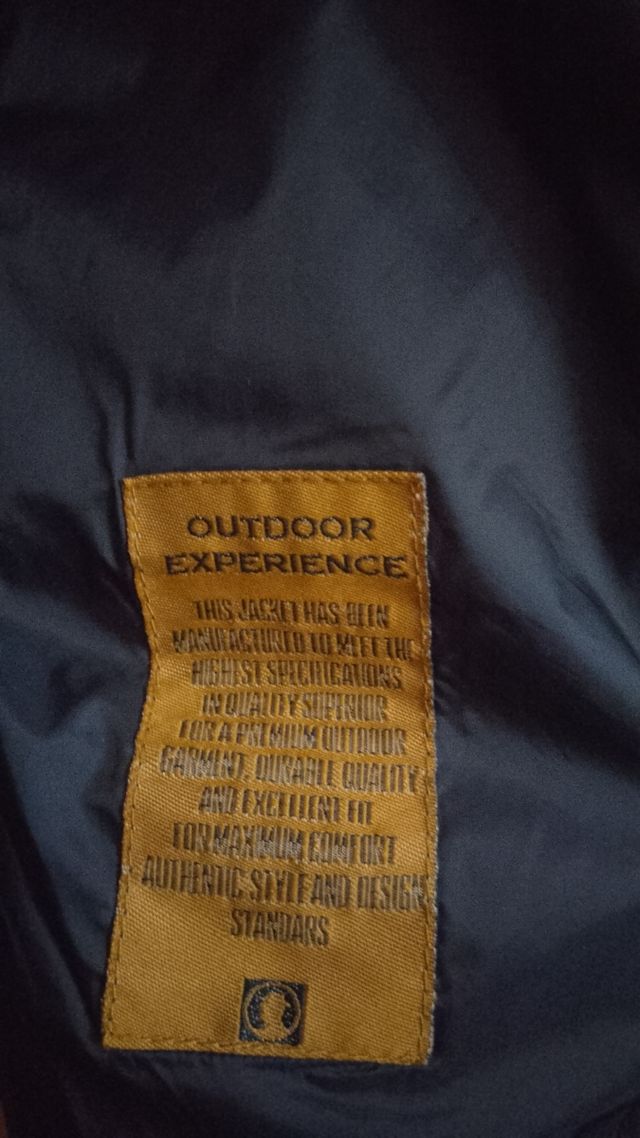 OUTDOOR
EXPERIENCE
THIS JACKET HAS BEEN
MANUFACTURED TO MEET THE
HIGHEST SPECIFICATIONS
IN QUALITY SUPERIOR
FOR A PREMIUM OUTDOOR
GARMENT, DURABLE QUALITY
AND EXCELLENT FIT
FOR MAXIMUM COMFORT
AUTHENTIC STYLE AND DESIGN
STANDARS